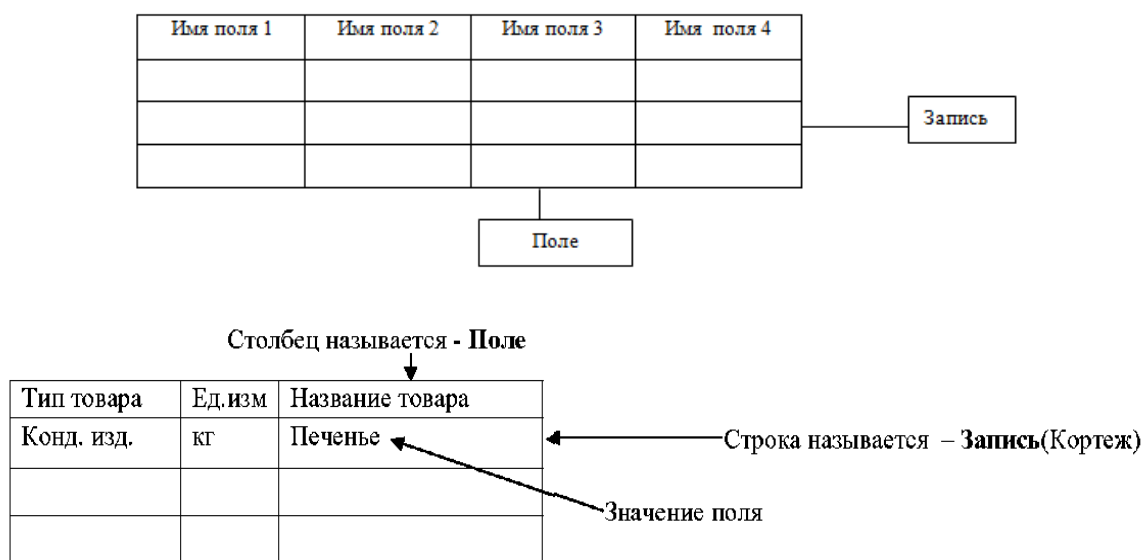 Имя поля 1 Имя поля 2 Имя поля 3 Имя поля 4
Запись
Поле
Столбец называется - Поле
Тип товара Ед.изм Название товара
Конд. изд. кг Печенье
Строка называется – Запись(Кортеж)
Значение поля